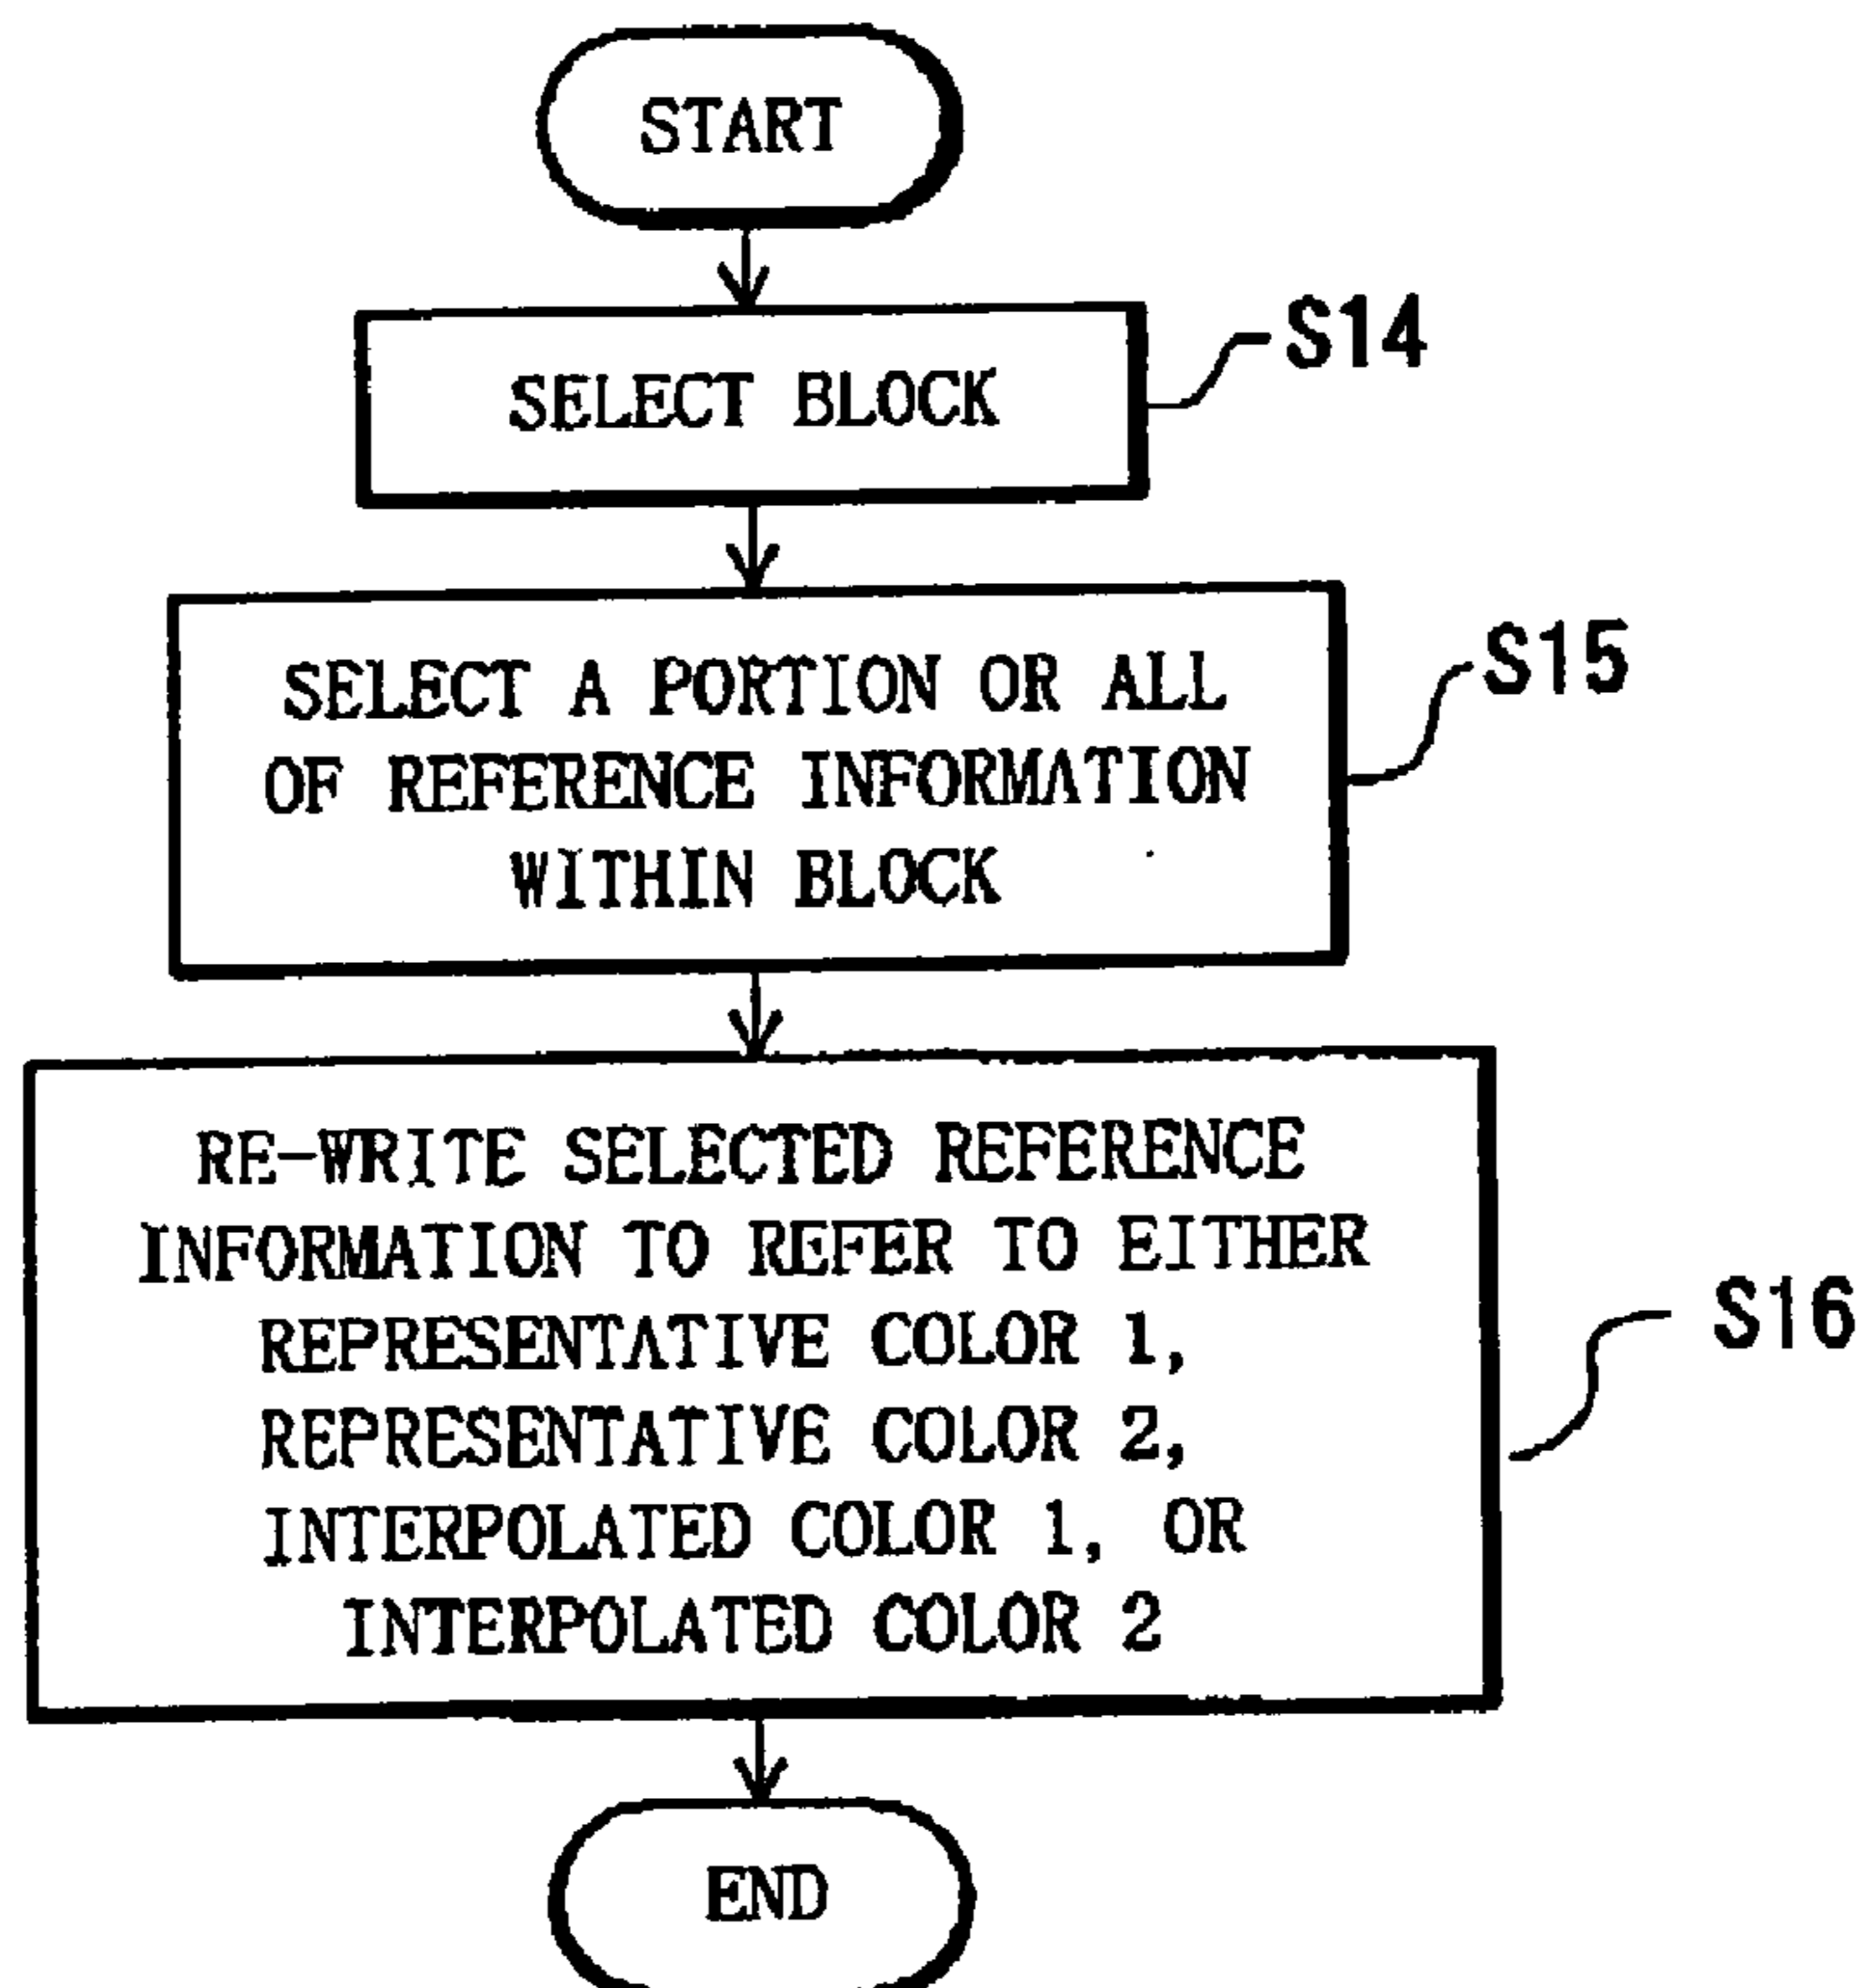 START
SELECT BLOCK
S14
SELECT A PORTION OR ALL
OF REFERENCE INFORMATION
WITHIN BLOCK
S15
RE-WRITE SELECTED REFERENCE
INFORMATION TO REFER TO EITHER
REPRESENTATIVE COLOR 1,
REPRESENTATIVE COLOR 2,
INTERPOLATED COLOR 1, OR
INTERPOLATED COLOR 2
S16
END